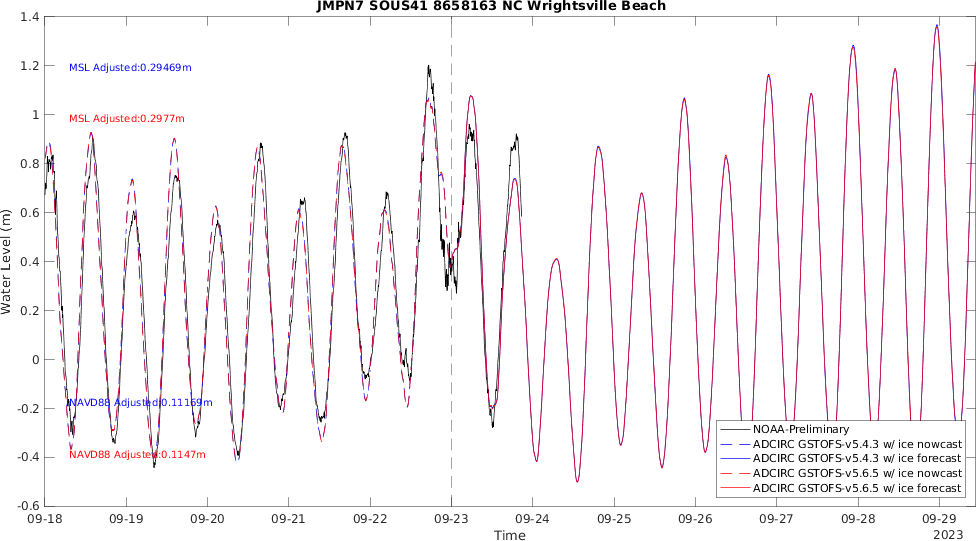 JMPN7 SOUS41 8658163 NC Wrightsville Beach
Water Level (m)
1.4
1.2
1
0.8
0.6
0.4
0.2
0
-0.2
-0.4
-0.6
MSL Adjusted:0.29469m
MSL Adjusted:0.2977m
NAVD88 Adjusted:0.11169m
NAVD88 Adjusted:0.1147m
NOAA-Preliminary
ADCIRC GSTOFS-v5.4.3 w/ ice nowcast
ADCIRC GSTOFS-v5.4.3 w/ ice forecast
ADCIRC GSTOFS-v5.6.5 w/ ice nowcast
ADCIRC GSTOFS-v5.6.5 w/ ice forecast
09-18 09-19 09-20 09-21 09-22 09-23 09-24 09-25 09-26 09-27 09-28 09-29
Time
2023